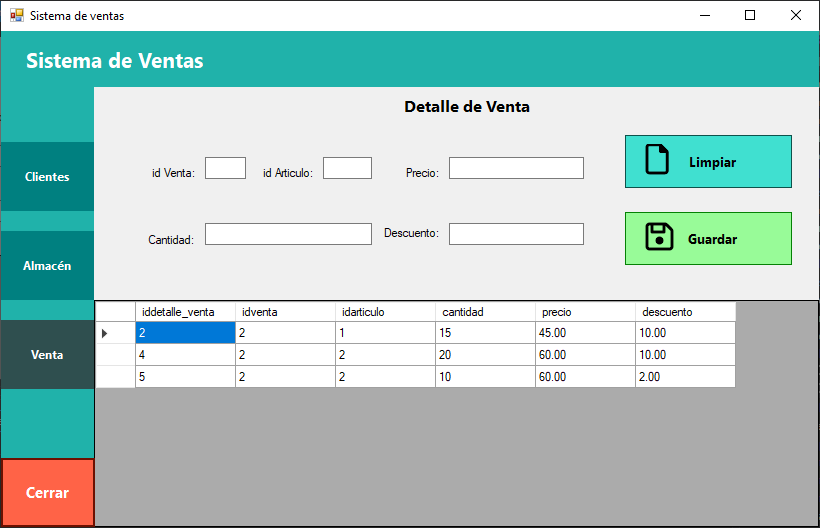 Sistema de ventas
Sistema de Ventas
Detalle de Venta
id Venta: id Articulo: Precio: Limpiar
Clientes
Cantidad: Descuento: Guardar
Almacén
iddetalle_venta idventa idarticulo cantidad precio descuento
2 2 1 15 45.00 10.00
Venta
4 2 2 20 60.00 10.00
5 2 2 10 60.00 2.00
Cerrar